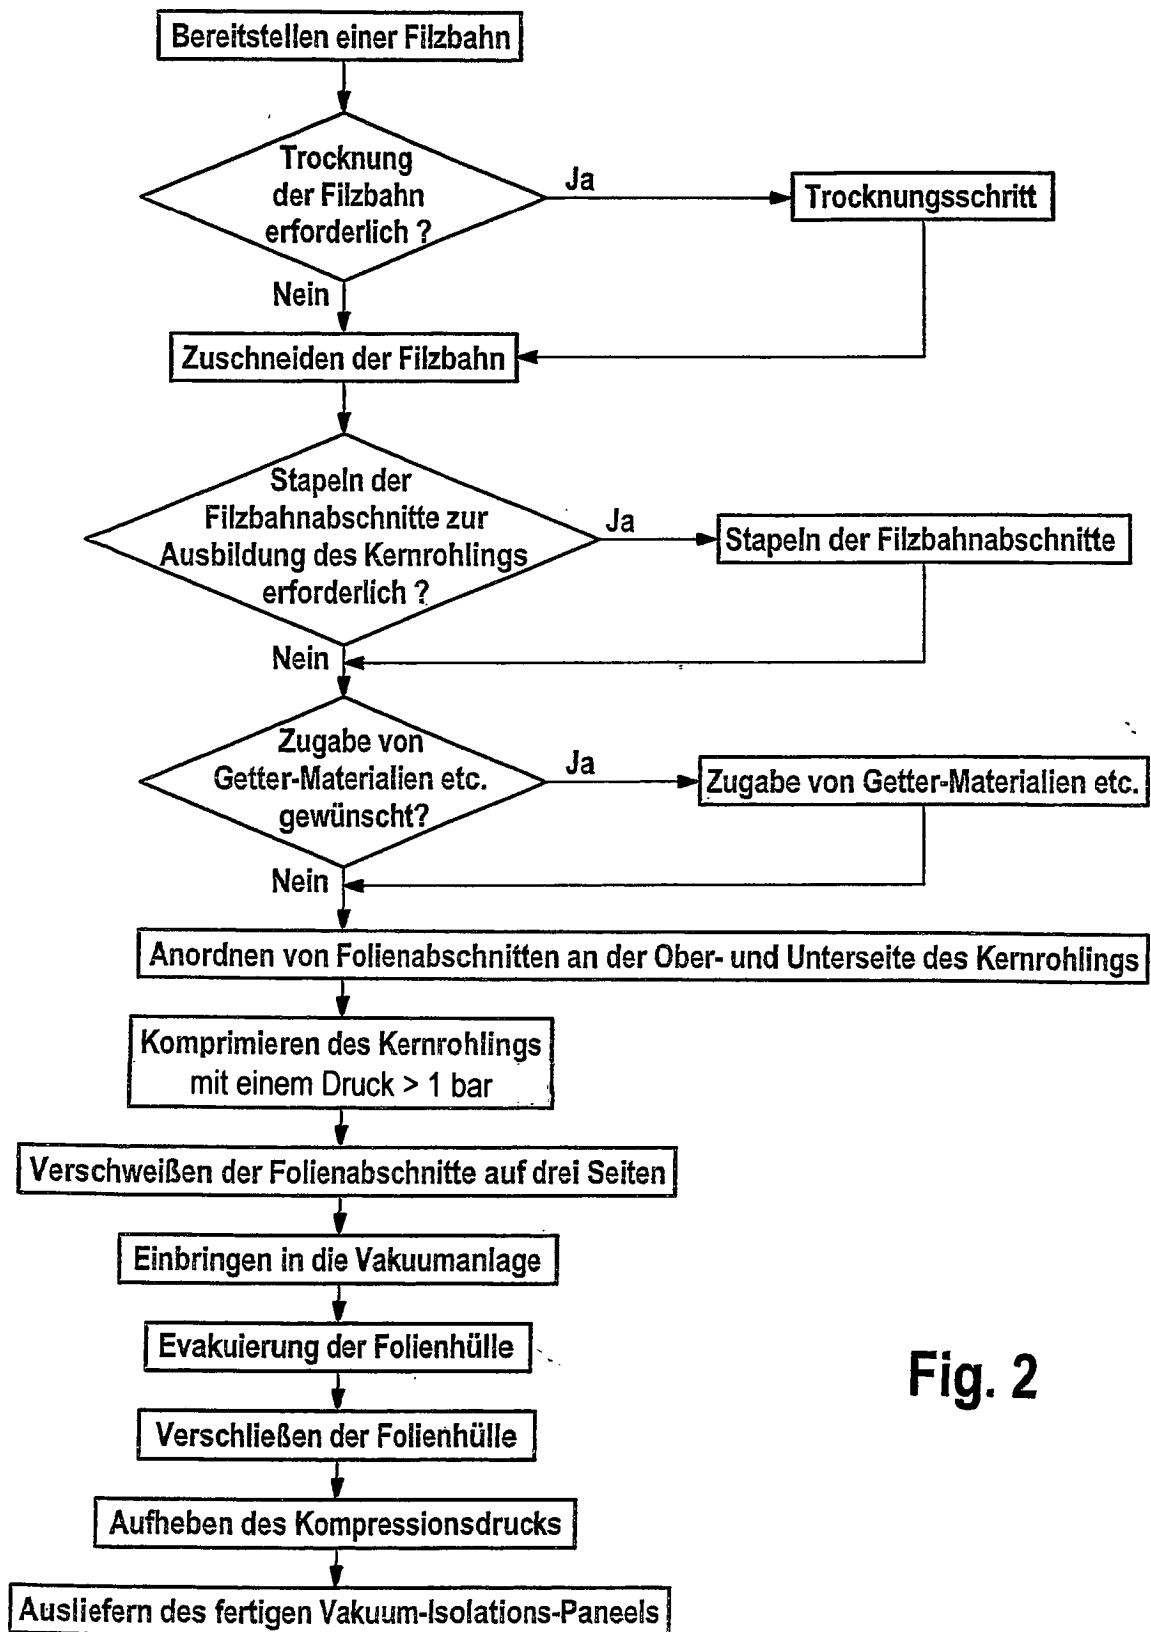 Bereitstellen einer Filzbahn
Trocknung
der Filzbahn
erforderlich ?
Ja
Trocknungsschritt
Nein
Zuschneiden der Filzbahn
Stapeln der
Filzbahnabschnitte zur
Ausbildung des Kernrohlings
erforderlich ?
Ja
Stapeln der Filzbahnabschnitte
Nein
Zugabe von
Getter-Materialien etc.
gewünscht?
Ja
Zugabe von Getter-Materialien etc.
Nein
Anordnen von Folienabschnitten an der Ober- und Unterseite des Kernrohlings
Komprimieren des Kernrohlings
mit einem Druck > 1 bar
Verschweißen der Folienabschnitte auf drei Seiten
Einbringen in die Vakuumanlage
Evakuierung der Folienhülle
Verschließen der Folienhülle
Aufheben des Kompressionsdrucks
Ausliefern des fertigen Vakuum-Isolations-Paneels
Fig. 2